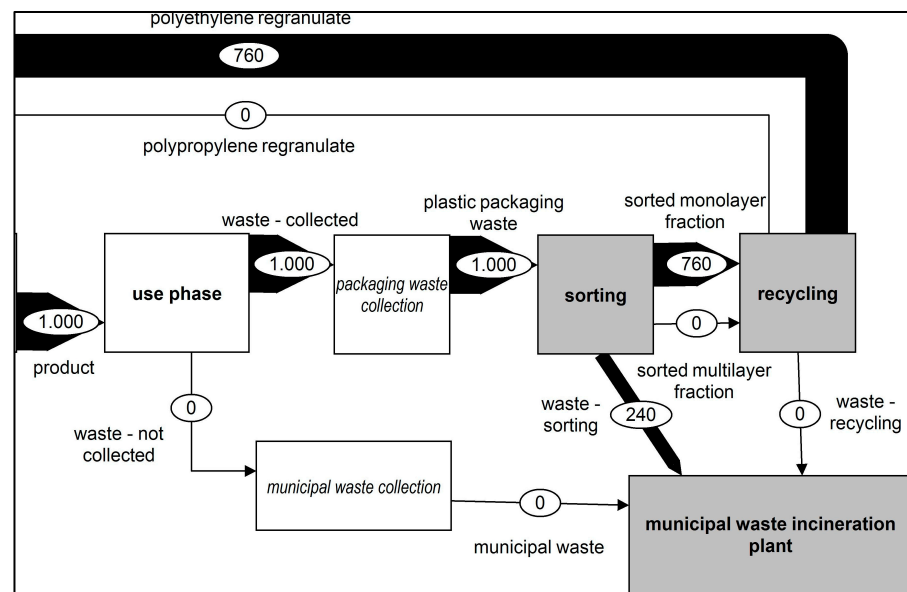 polyethylene regranulate
760
0
polypropylene regranulate
plastic packaging
waste
sorted monolayer
fraction
waste - collected
1.000
1.000
760
use phase
packaging waste
collection
sorting
recycling
1.000
product
0
sorted multilayer
fraction
0
waste - not
collected
waste -
sorting
240
0
waste -
recycling
municipal waste collection
0
municipal waste
municipal waste incineration
plant